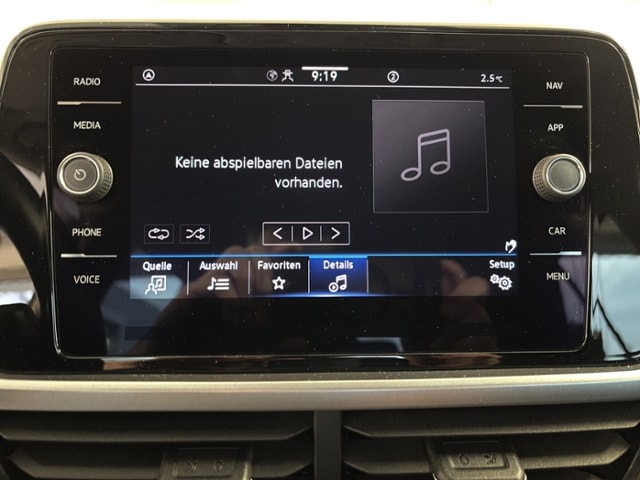 RADIO
MEDIA
PHONE
VOICE
9:19
2
2.5°C
Keine abspielbaren Dateien
vorhanden.
Quelle
Auswahl
Favoriten
Details
Setup
NAV
APP
CAR
MENU